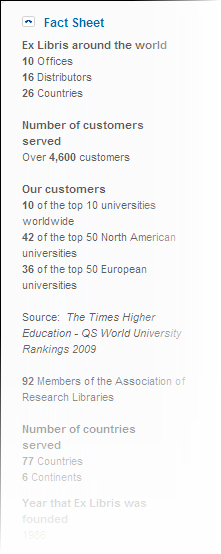 Fact Sheet
Ex Libris around the world
10 Offices
16 Distributors
26 Countries
Number of customers
served
Over 4,600 customers
Our customers
10 of the top 10 universities
worldwide
42 of the top 50 North American
universities
36 of the top 50 European
universities
Source: The Times Higher
Education - QS World University
Rankings 2009
92 Members of the Association of
Research Libraries
Number of countries
served
77 Countries
6 Continents
Year that Ex Libris was
founded